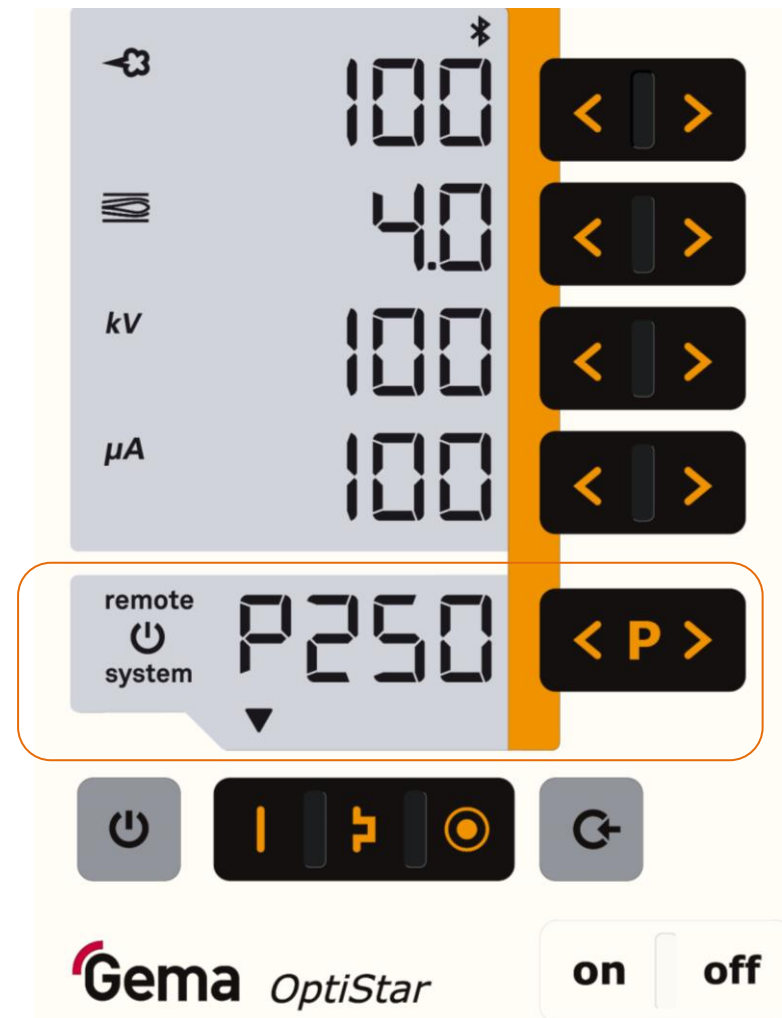 100
4.0
kV 100
µA 100
remote
system
P250
< P >
Gema OptiStar
on off